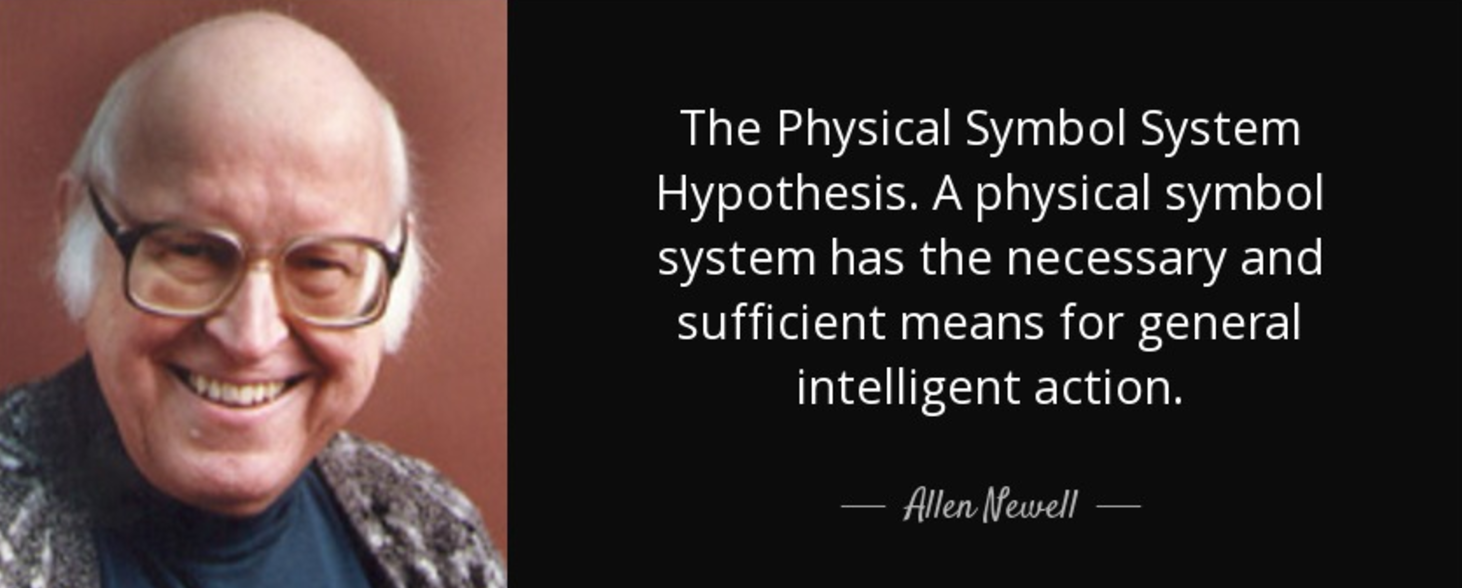 The Physical Symbol System
Hypothesis. A physical symbol
system has the necessary and
sufficient means for general
intelligent action.
Allen Newell